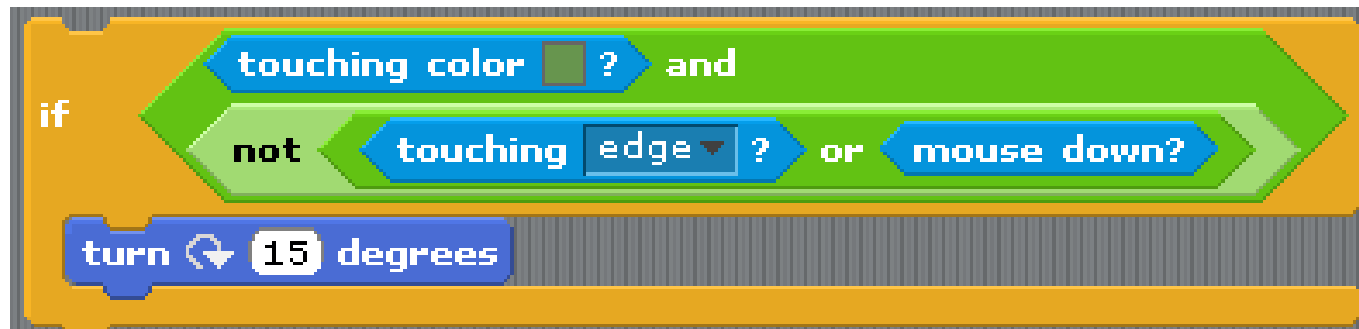 touching color ? and
if
not touching edge ? or mouse down?
turn 15 degrees